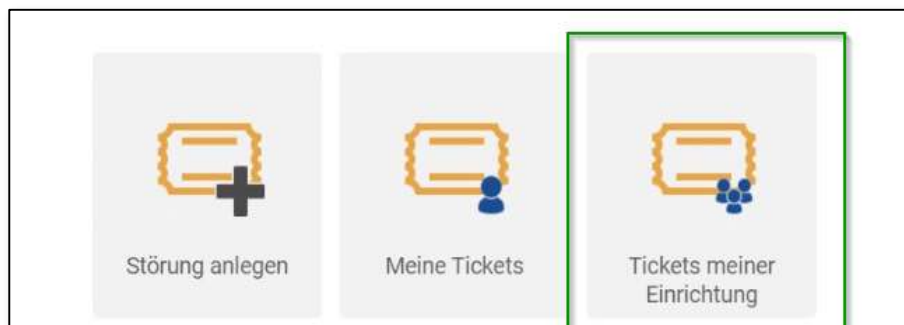 Störung anlegen
Meine Tickets
Tickets meiner
Einrichtung